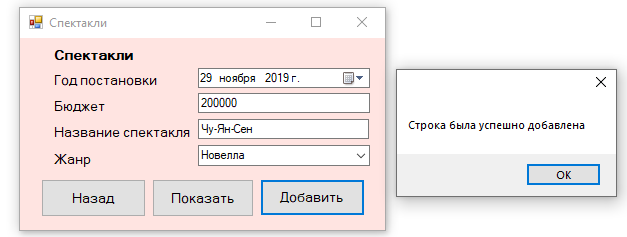 Спектакли
Спектакли
Год постановки 29 ноября 2019 г.
Бюджет 200000
Название спектакля Чу-Ян-Сен
Жанр Новелла
Назад Показать Добавить
Строка была успешно добавлена
ОК